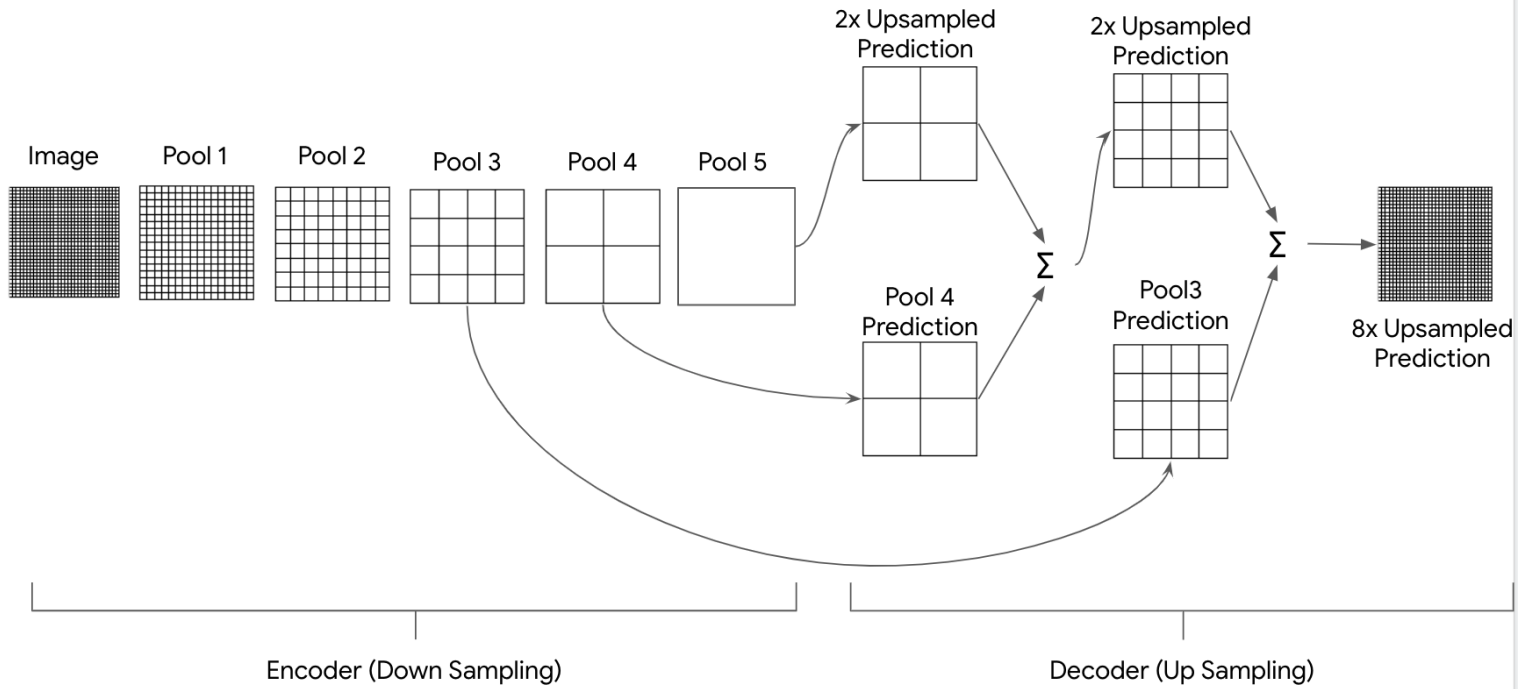 Image
Pool 1
Pool 2
Pool 3
Pool 4
Pool 5
2x Upsampled
Prediction
Pool 4
Prediction
Σ
2x Upsampled
Prediction
Pool3
Prediction
Σ
8x Upsampled
Prediction
Encoder (Down Sampling)
Decoder (Up Sampling)